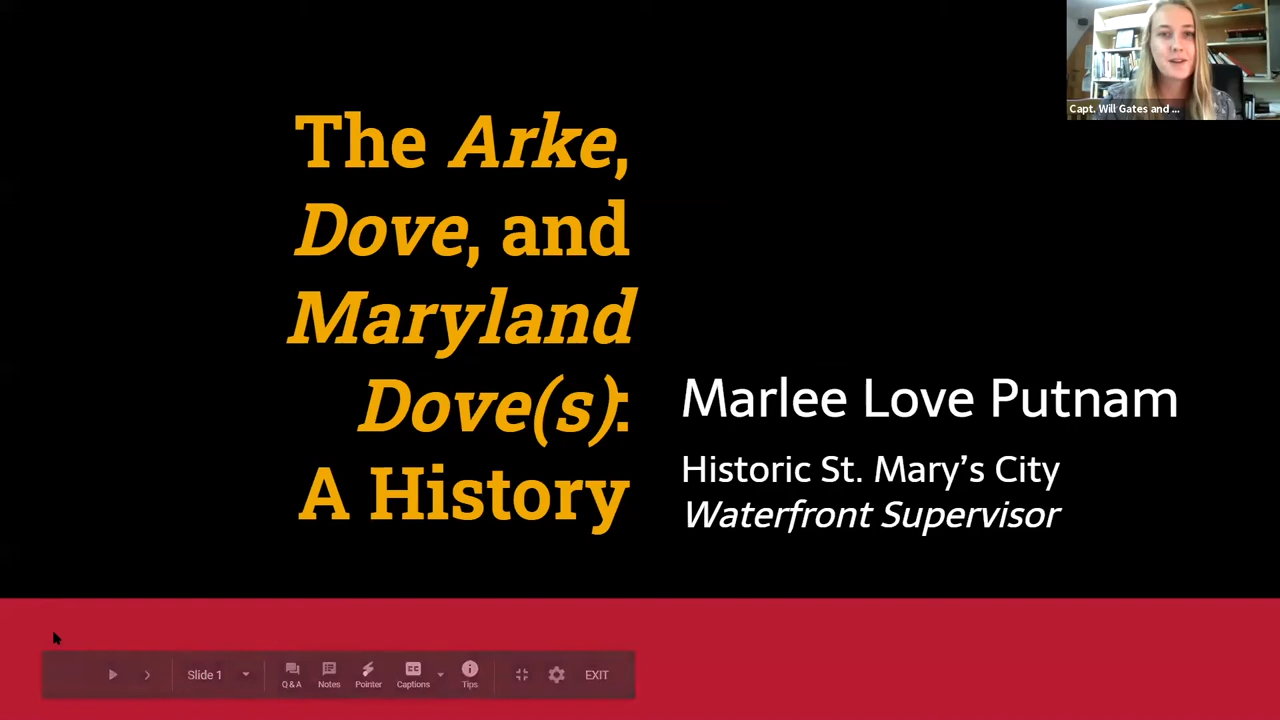 Capt. Will Gates and ...
The Arke,
Dove, and
Maryland
Dove(s):
A History
Marlee Love Putnam
Historic St. Mary’s City
Waterfront Supervisor
Slide 1
Q & A
Notes
Pointer
CC
Captions
Tips
EXIT